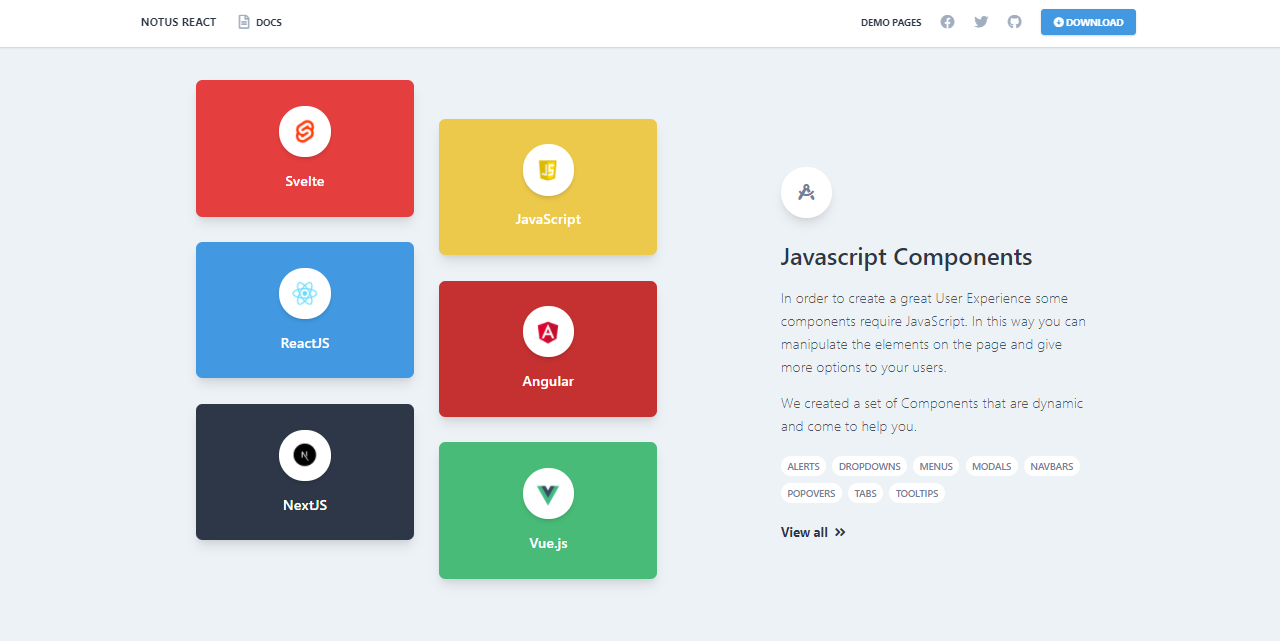 NOTUS REACT
DOCS
DEMO PAGES
DOWNLOAD
Svelte
JS
JavaScript
ReactJS
A
Angular
N
NextJS
Vue.js
Javascript Components
In order to create a great User Experience some
components require JavaScript. In this way you can
manipulate the elements on the page and give
more options to your users.
We created a set of Components that are dynamic
and come to help you.
ALERTS DROPDOWNS MENUS MODALS NAVBARS
POPOVERS TABS TOOLTIPS
View all